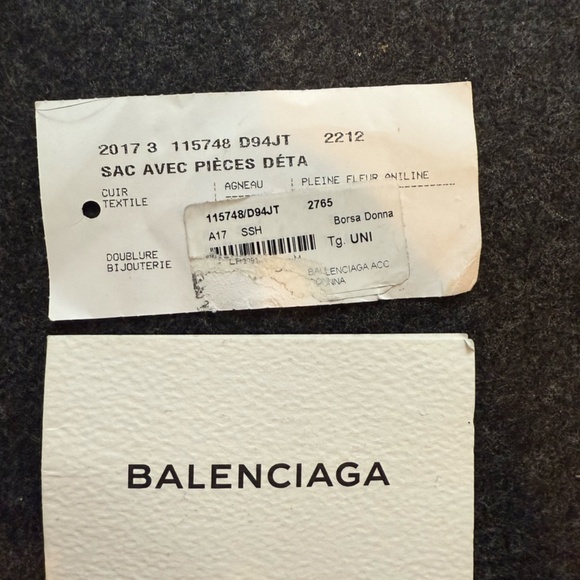 2017 3 115748 D94JT 2212
SAC AVEC PIÈCES DÉTA
CUIR AGNEAU PLEINE FLEUR ANILINE
TEXTILE
115748/D94JT 2765
Borsa Donna
A17 SSH
Tg. UNI
DOUBLURE
BIJOUTERIE
BALENCIAGA ACC
DONNA
BALENCIAGA